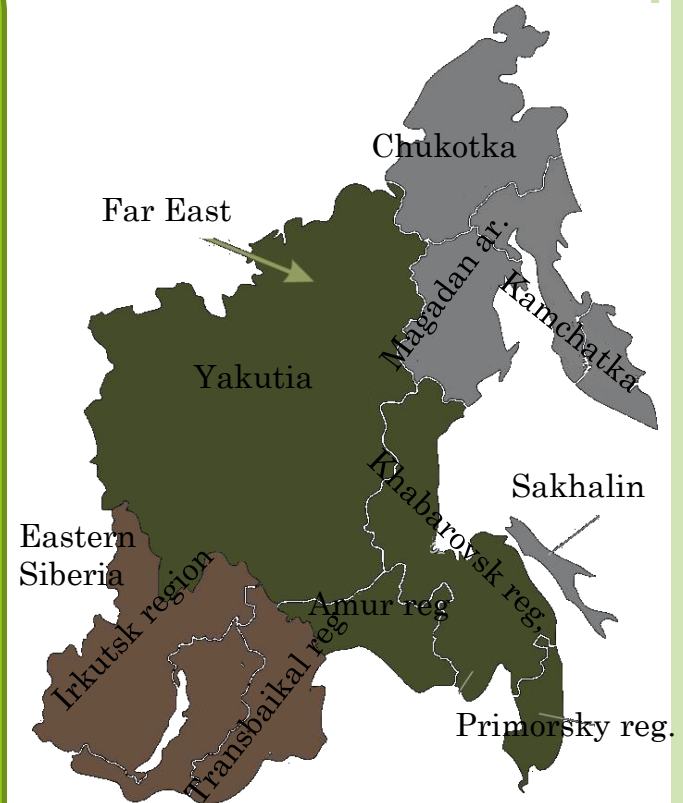 Chukotka
Far East
Magadan ar.
Kamchatka
Yakutia
Khabarovsk reg,
Sakhalin
Eastern
Siberia
Irkutsk region
Amur reg
Transbaikal reg
Primorsky reg.